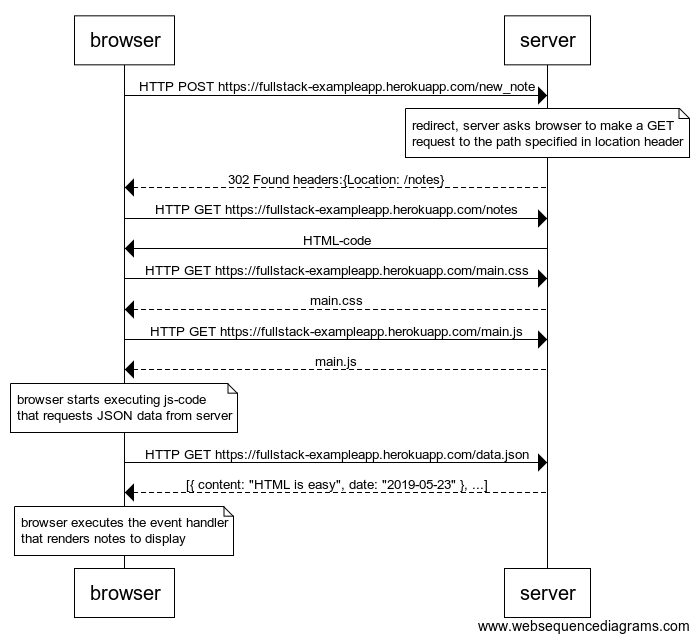 browser
server
HTTP POST https://fullstack-exampleapp.herokuapp.com/new_note
redirect, server asks browser to make a GET
request to the path specified in location header
302 Found headers:{Location: /notes}
HTTP GET https://fullstack-exampleapp.herokuapp.com/notes
HTML-code
HTTP GET https://fullstack-exampleapp.herokuapp.com/main.css
main.css
HTTP GET https://fullstack-exampleapp.herokuapp.com/main.js
main.js
browser starts executing js-code
that requests JSON data from server
HTTP GET https://fullstack-exampleapp.herokuapp.com/data.json
[{ content: "HTML is easy", date: "2019-05-23" }, ...]
browser executes the event handler
that renders notes to display
browser
server
www.websequencediagrams.com